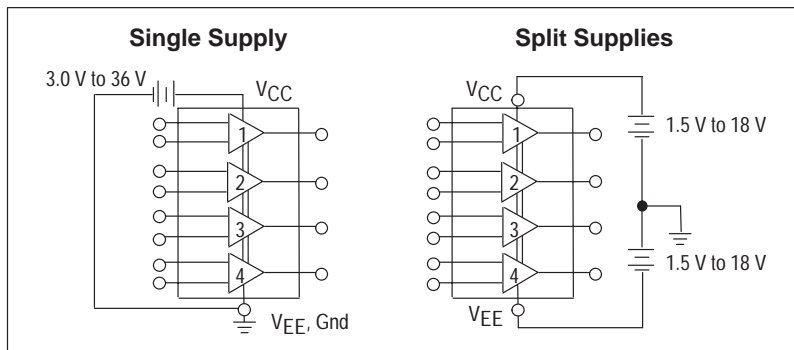 Single Supply
3.0 V to 36 V
VCC
1
2
3
4
VEE, Gnd
Split Supplies
VCC
1
2
3
4
VEE
1.5 V to 18 V
1.5 V to 18 V